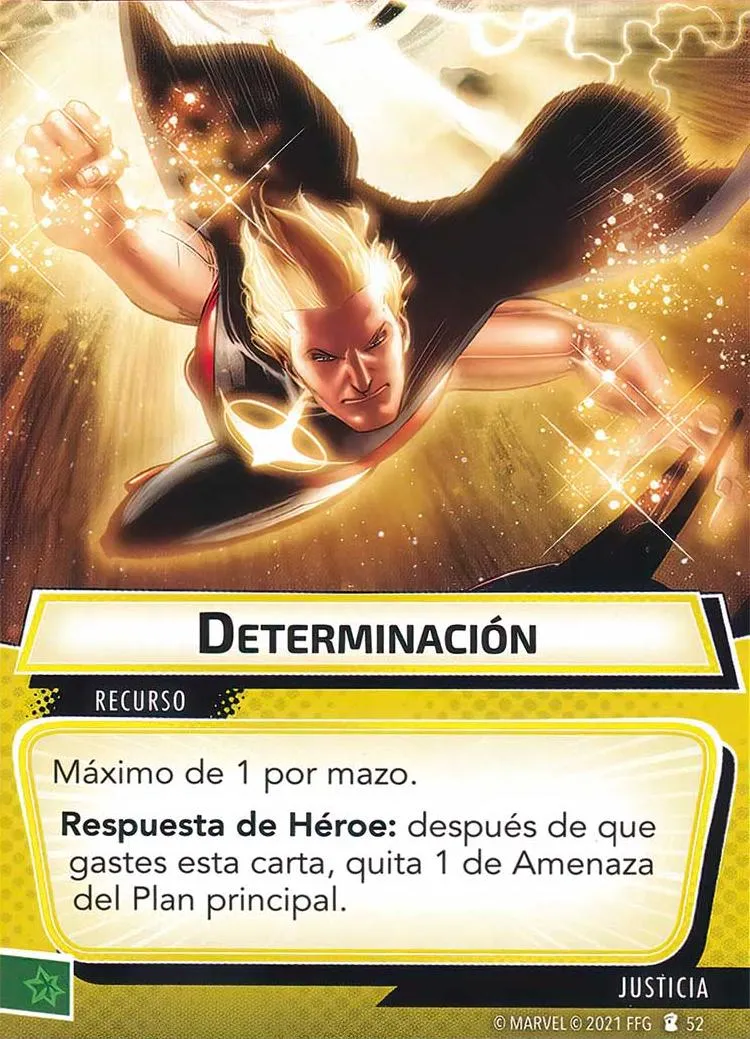 DETERMINACIÓN
RECURSO
Máximo de 1 por mazo.
Respuesta de Héroe: después de que
gastes esta carta, quita 1 de Amenaza
del Plan principal.
JUSTICIA
© MARVEL © 2021 FFG 52